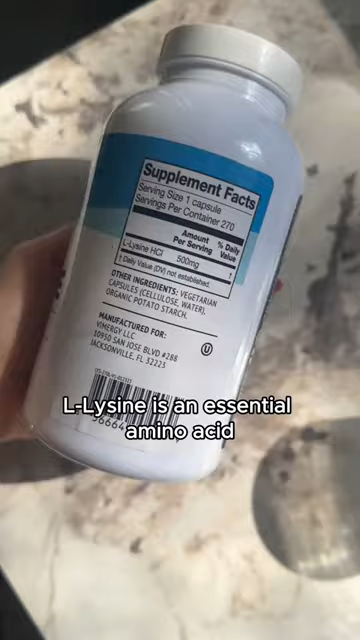 Supplement Facts
Serving Size 1 capsule
Servings Per Container 270
Amount Per Serving
% Daily Value
L-Lysine HCl 500mg †
† Daily Value (DV) not established.
OTHER INGREDIENTS: VEGETARIAN
CAPSULES (CELLULOSE, WATER),
ORGANIC POTATO STARCH.
MANUFACTURED FOR:
VIMERGY LLC
10950 SAN JOSE BLVD #288
JACKSONVILLE, FL 32223
U
L-Lysine is an essential
amino acid